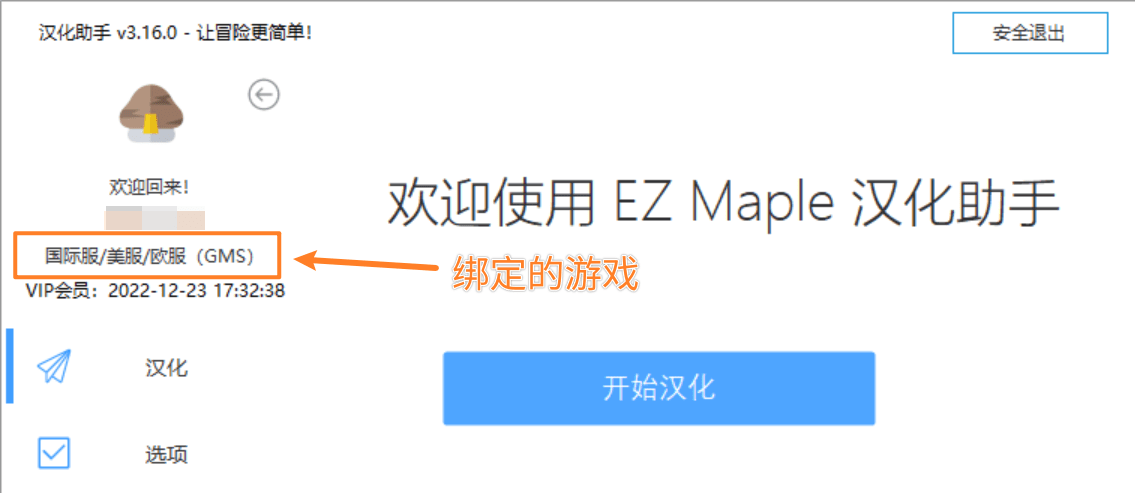 汉化助手 v3.16.0 - 让冒险更简单!
安全退出
欢迎回来!
国际服/美服/欧服（GMS）
VIP会员：2022-12-23 17:32:38
汉化
选项
欢迎使用 EZ Maple 汉化助手
绑定的游戏
开始汉化